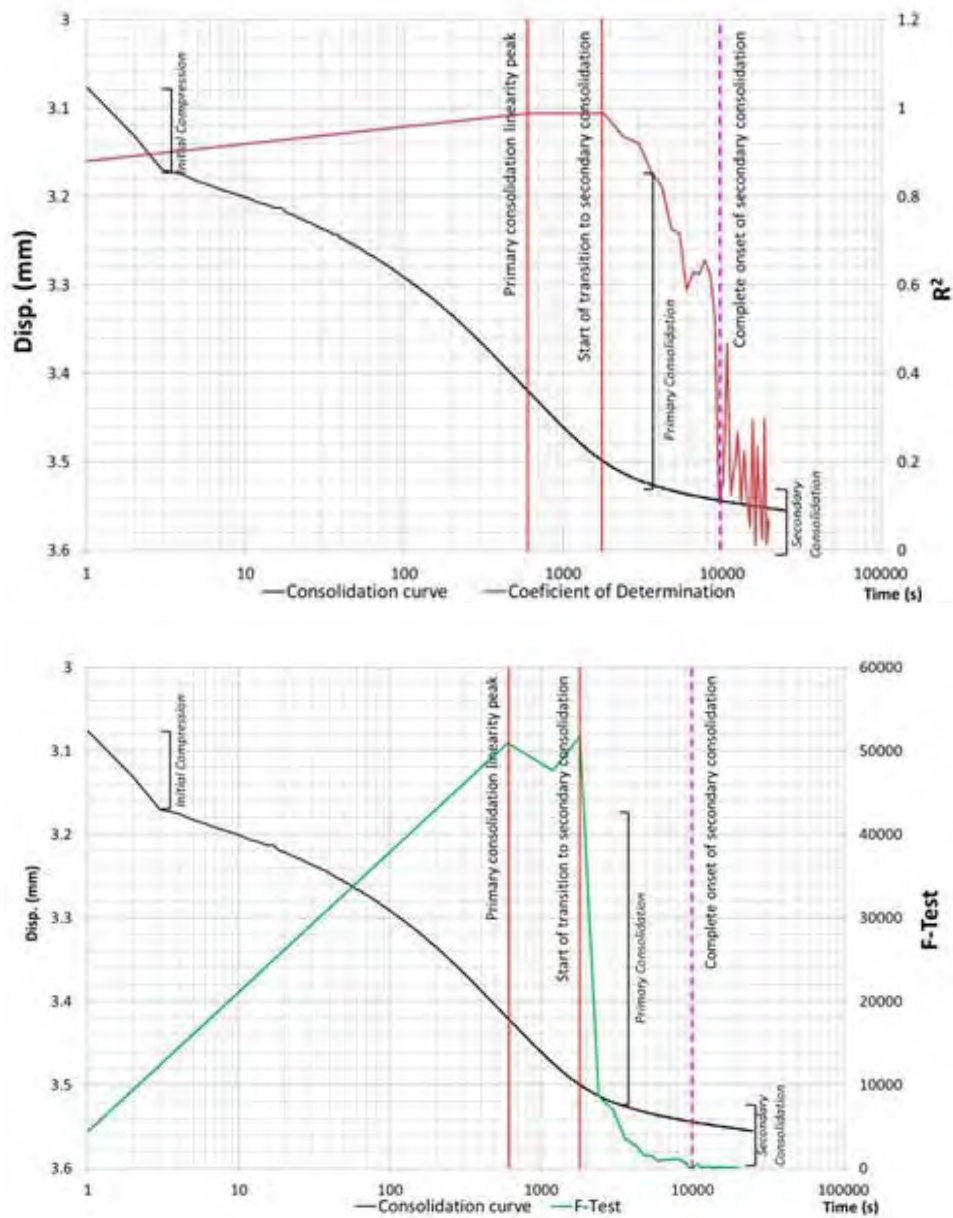 3
3.1
3.2
3.3
3.4
3.5
3.6
Disp. (mm)
1.2
1
0.8
0.6
0.4
0.2
0
R²
Initial Compression
Primary consolidation linearity peak
Start of transition to secondary consolidation
Primary Consolidation
Complete onset of secondary consolidation
Secondary
Consolidation
1 10 100 1000 10000 100000
Consolidation curve Coeficient of Determination Time (s)
3
3.1
3.2
3.3
3.4
3.5
3.6
Disp. (mm)
60000
50000
40000
30000
20000
10000
0
F-Test
Initial Compression
Primary consolidation linearity peak
Start of transition to secondary consolidation
Primary Consolidation
Complete onset of secondary consolidation
Secondary
Consolidation
1 10 100 1000 10000 100000
Consolidation curve F-Test Time (s)